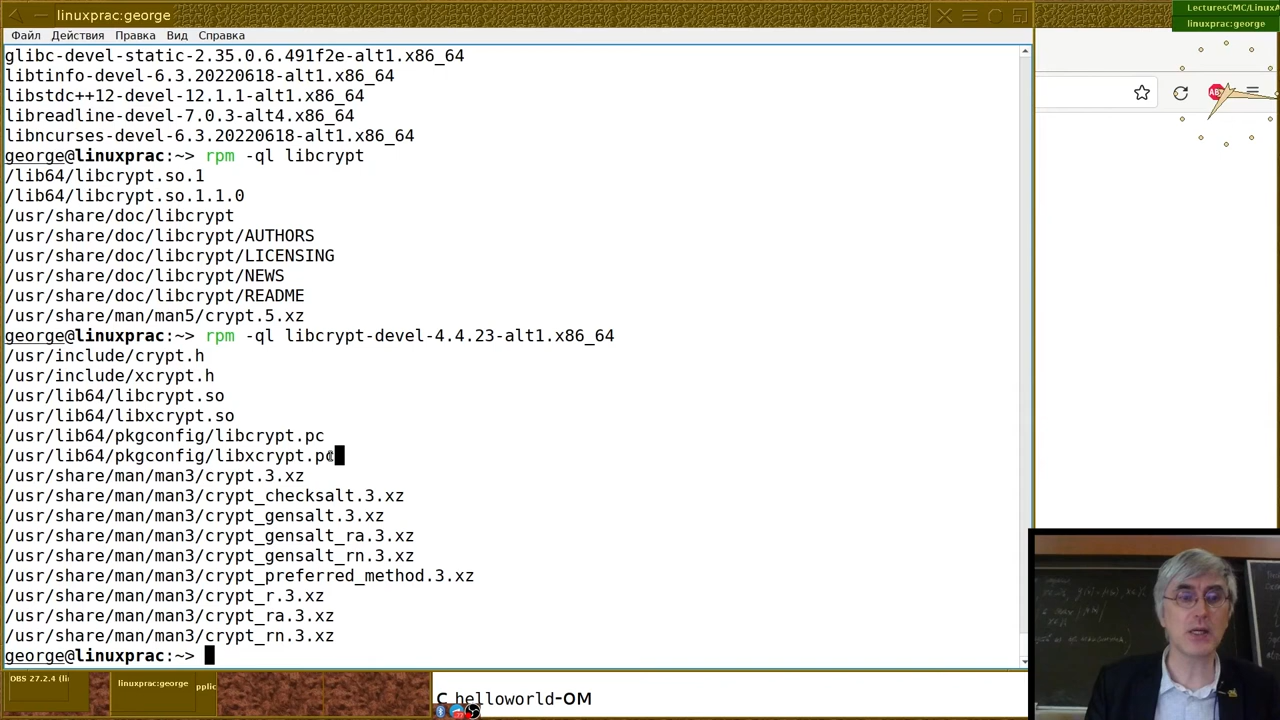 linuxprac:george
LecturesCMC/LinuxA
linuxprac:george
Файл Действия Правка Вид Справка
glibc-devel-static-2.35.0.6.491f2e-alt1.x86_64
libtinfo-devel-6.3.20220618-alt1.x86_64
libstdc++12-devel-12.1.1-alt1.x86_64
libreadline-devel-7.0.3-alt4.x86_64
libncurses-devel-6.3.20220618-alt1.x86_64
george@linuxprac:~> rpm -ql libcrypt
/lib64/libcrypt.so.1
/lib64/libcrypt.so.1.1.0
/usr/share/doc/libcrypt
/usr/share/doc/libcrypt/AUTHORS
/usr/share/doc/libcrypt/LICENSING
/usr/share/doc/libcrypt/NEWS
/usr/share/doc/libcrypt/README
/usr/share/man/man5/crypt.5.xz
george@linuxprac:~> rpm -ql libcrypt-devel-4.4.23-alt1.x86_64
/usr/include/crypt.h
/usr/include/xcrypt.h
/usr/lib64/libcrypt.so
/usr/lib64/libxcrypt.so
/usr/lib64/pkgconfig/libcrypt.pc
/usr/lib64/pkgconfig/libxcrypt.pc
/usr/share/man/man3/crypt.3.xz
/usr/share/man/man3/crypt_checksalt.3.xz
/usr/share/man/man3/crypt_gensalt.3.xz
/usr/share/man/man3/crypt_gensalt_ra.3.xz
/usr/share/man/man3/crypt_gensalt_rn.3.xz
/usr/share/man/man3/crypt_preferred_method.3.xz
/usr/share/man/man3/crypt_r.3.xz
/usr/share/man/man3/crypt_ra.3.xz
/usr/share/man/man3/crypt_rn.3.xz
george@linuxprac:~>
OBS 27.2.4 (li
linuxprac:george
pplic
C helloworld-OM